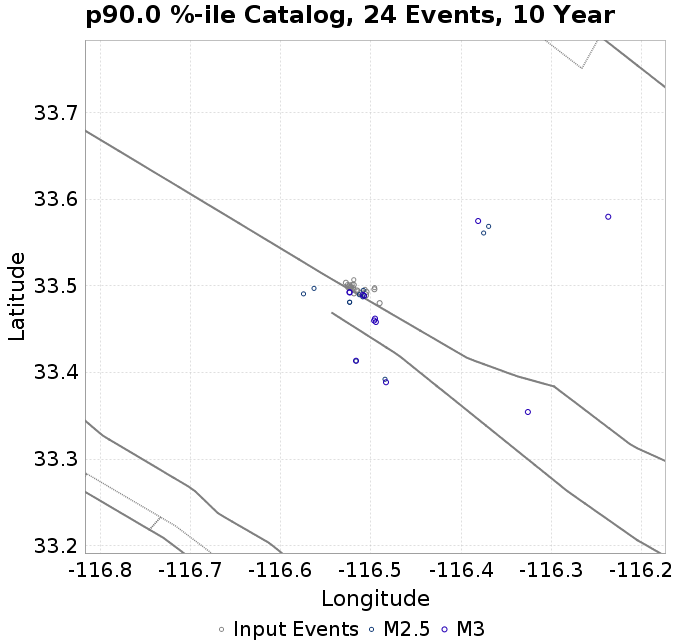 p90.0 %-ile Catalog, 24 Events, 10 Year
33.7
33.6
33.5
33.4
33.3
33.2
Latitude
-116.8 -116.7 -116.6 -116.5 -116.4 -116.3 -116.2
Longitude
Input Events M2.5 M3